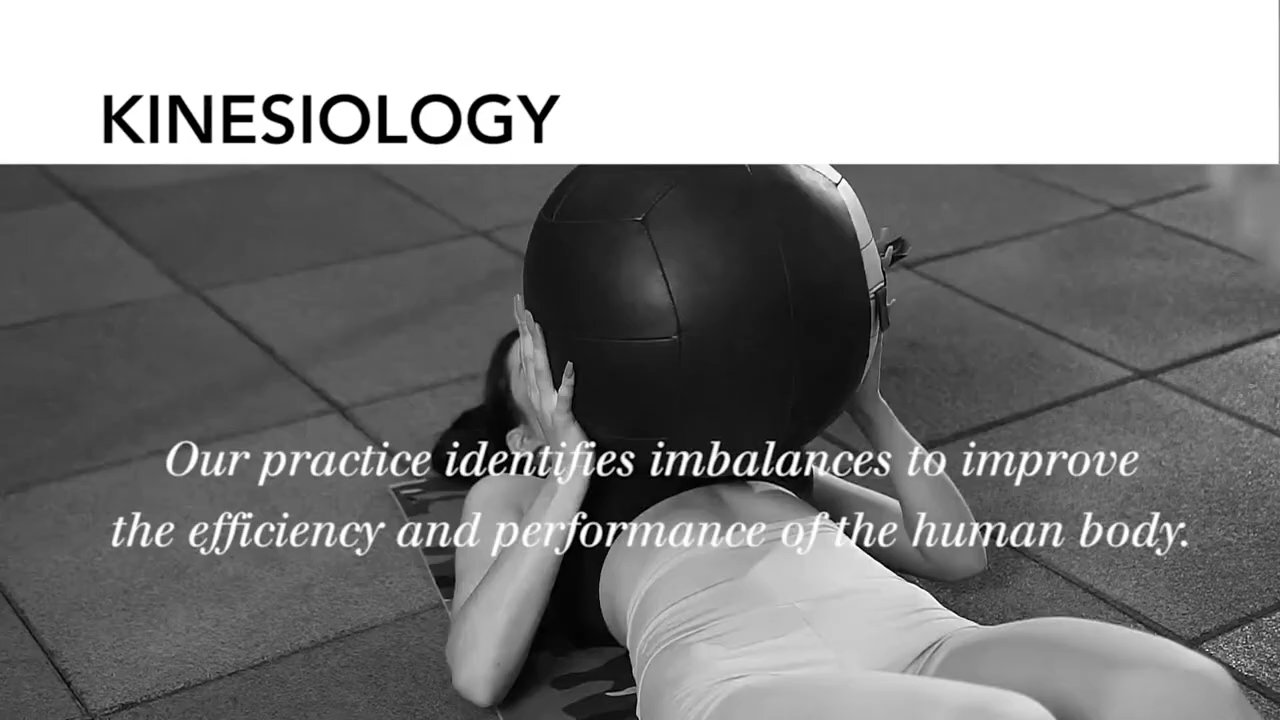 KINESIOLOGY
Our practice identifies imbalances to improve
the efficiency and performance of the human body.